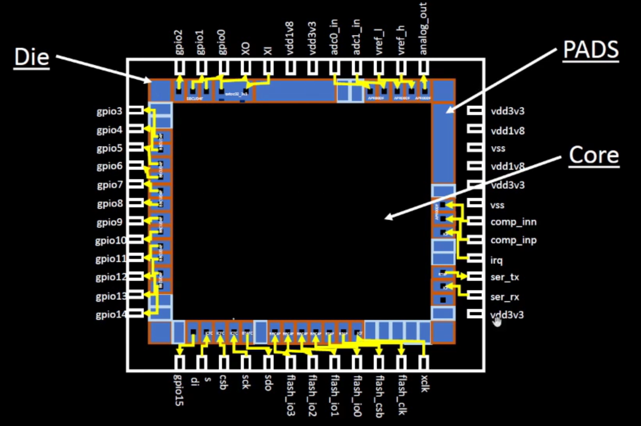 gpio2
gpio1
gpio0
XO
XI
vdd1v8
vdd3v3
adc0_in
adc1_in
vref_l
vref_h
analog_out
Die
PADS
Core
gpio3
gpio4
gpio5
gpio6
gpio7
gpio8
gpio9
gpio10
gpio11
gpio12
gpio13
gpio14
vdd3v3
vdd1v8
vss
vdd1v8
vdd3v3
vss
comp_inn
comp_inp
irq
ser_tx
ser_rx
vdd3v3
gpio15
di
s
csb
sck
sdo
flash_io3
flash_io2
flash_io1
flash_io0
flash_csb
flash_clk
xclk